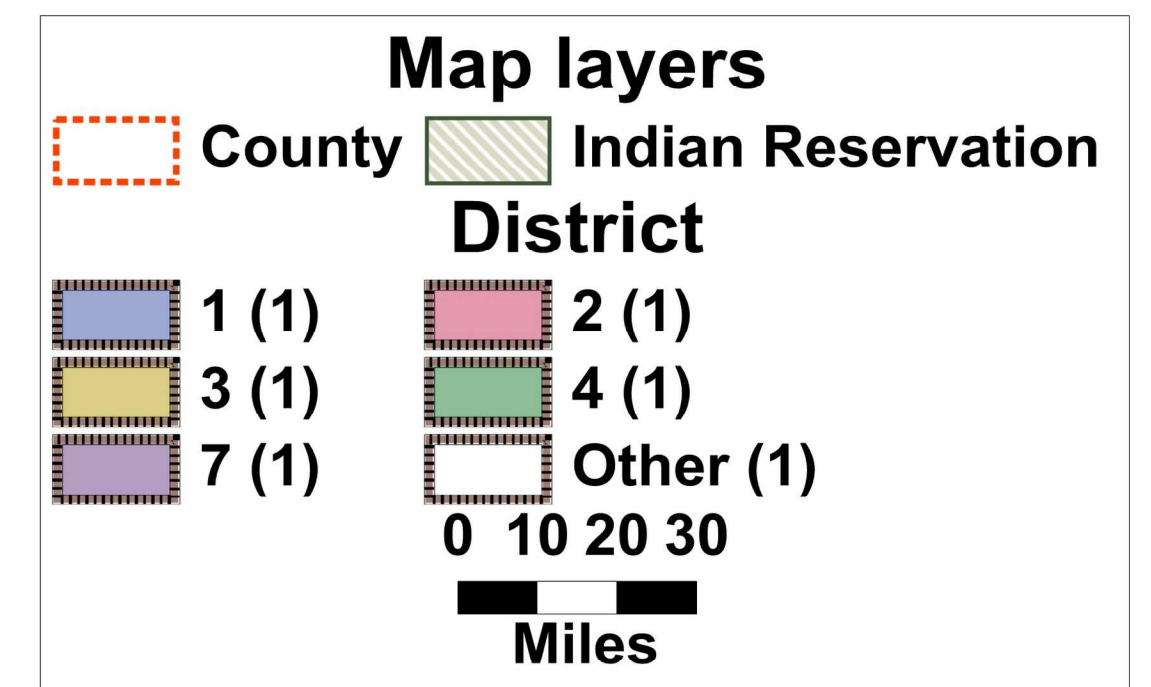 Map layers
County Indian Reservation
District
1 (1) 2 (1)
3 (1) 4 (1)
7 (1) Other (1)
0 10 20 30
Miles